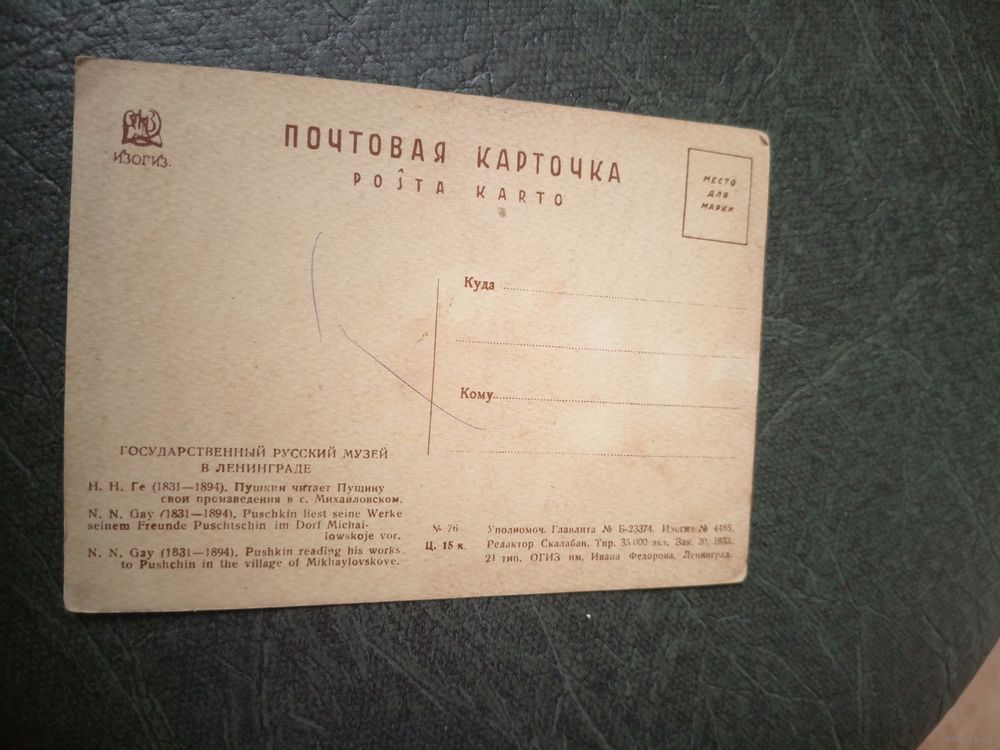 ИЗОГИЗ.
ПОЧТОВАЯ КАРТОЧКА
POŜTA KARTO
МЕСТО
ДЛЯ
МАРКИ
Куда
Кому
ГОСУДАРСТВЕННЫЙ РУССКИЙ МУЗЕЙ
В ЛЕНИНГРАДЕ
Н. Н. Ге (1831—1894). Пушкин читает Пущину
свои произведения в с. Михайловском.
N. N. Gay (1831—1894). Puschkin liest seine Werke
seinem Freunde Puschtschin im Dorf Michai-
lowskoje vor.
N. N. Gay (1831—1894). Pushkin reading his works
to Pushchin in the village of Mikhaylovskove.
№ 76
Ц. 15 к.
Уполномоч. Главлита № Б-23374. Изогиз № 4485.
Редактор Скалабан. Тир. 35 000 экз. Зак. 20. 1933.
21 тип. ОГИЗ им. Ивана Федорова, Ленинград.